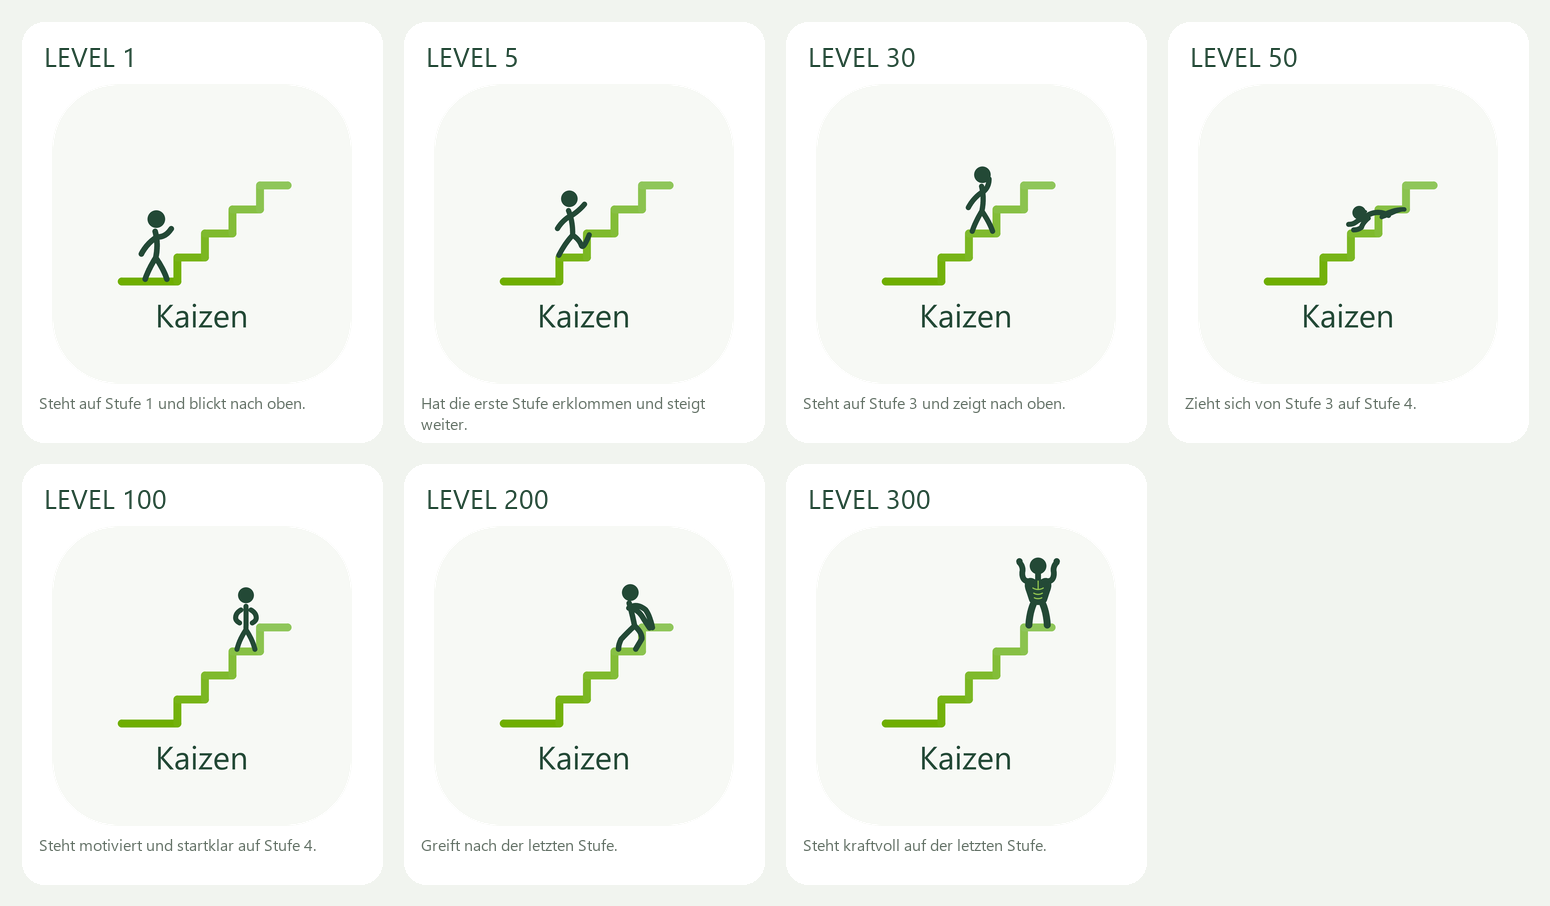 LEVEL 1
Kaizen
Steht auf Stufe 1 und blickt nach oben.
LEVEL 5
Kaizen
Hat die erste Stufe erklommen und steigt
weiter.
LEVEL 30
Kaizen
Steht auf Stufe 3 und zeigt nach oben.
LEVEL 50
Kaizen
Zieht sich von Stufe 3 auf Stufe 4.
LEVEL 100
Kaizen
Steht motiviert und startklar auf Stufe 4.
LEVEL 200
Kaizen
Greift nach der letzten Stufe.
LEVEL 300
Kaizen
Steht kraftvoll auf der letzten Stufe.